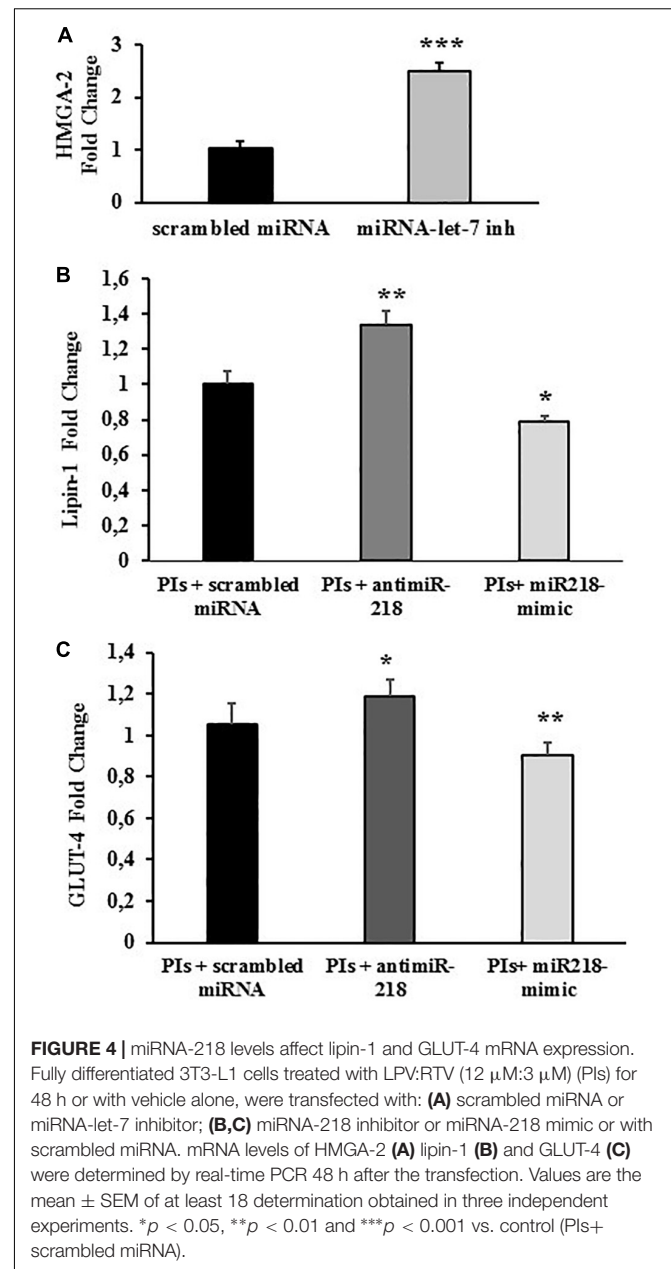 A
HMGA-2
Fold Change
3
2
1
0
***
scrambled miRNA
miRNA-let-7 inh
B
Lipin-1 Fold Change
1,6
1,4
1,2
1
0,8
0,6
0,4
0,2
0
**
*
PIs + scrambled
miRNA
PIs + antimiR-
218
PIs+ miR218-
mimic
C
GLUT-4 Fold Change
1,4
1,2
1
0,8
0,6
0,4
0,2
0
*
**
PIs + scrambled
miRNA
PIs + antimiR-
218
PIs+ miR218-
mimic
FIGURE 4 | miRNA-218 levels affect lipin-1 and GLUT-4 mRNA expression.
Fully differentiated 3T3-L1 cells treated with LPV:RTV (12 μM:3 μM) (PIs) for
48 h or with vehicle alone, were transfected with: (A) scrambled miRNA or
miRNA-let-7 inhibitor; (B,C) miRNA-218 inhibitor or miRNA-218 mimic or with
scrambled miRNA. mRNA levels of HMGA-2 (A) lipin-1 (B) and GLUT-4 (C)
were determined by real-time PCR 48 h after the transfection. Values are the
mean ± SEM of at least 18 determination obtained in three independent
experiments. *p < 0.05, **p < 0.01 and ***p < 0.001 vs. control (PIs+
scrambled miRNA).